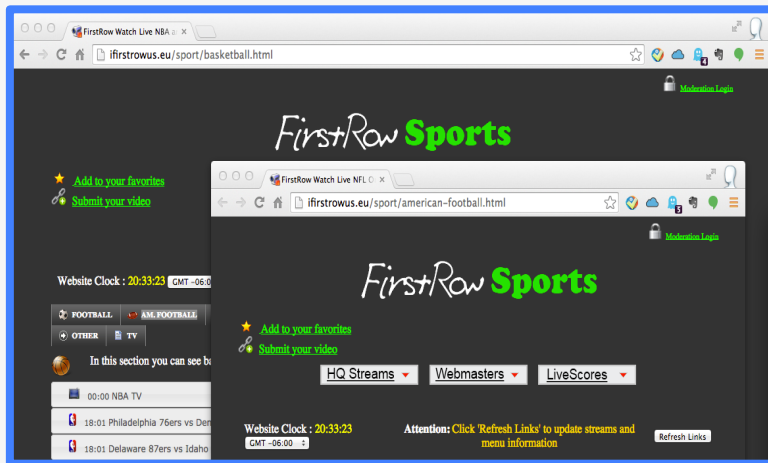 FirstRow Watch Live NBA a
ifirstrowus.eu/sport/basketball.html
4
Moderation Login
FirstRow Sports
Add to your favorites
Submit your video
Website Clock : 20:33:23 GMT -06:0
FOOTBALL AM. FOOTBALL
OTHER TV
In this section you can see ba
00:00 NBA TV
18:01 Philadelphia 76ers vs Den
18:01 Delaware 87ers vs Idaho
FirstRow Watch Live NFL O
ifirstrowus.eu/sport/american-football.html
5
Moderation Login
FirstRow Sports
Add to your favorites
Submit your video
HQ Streams Webmasters LiveScores
Website Clock : 20:33:23
GMT -06:00
Attention: Click 'Refresh Links' to update streams and
menu information
Refresh Links